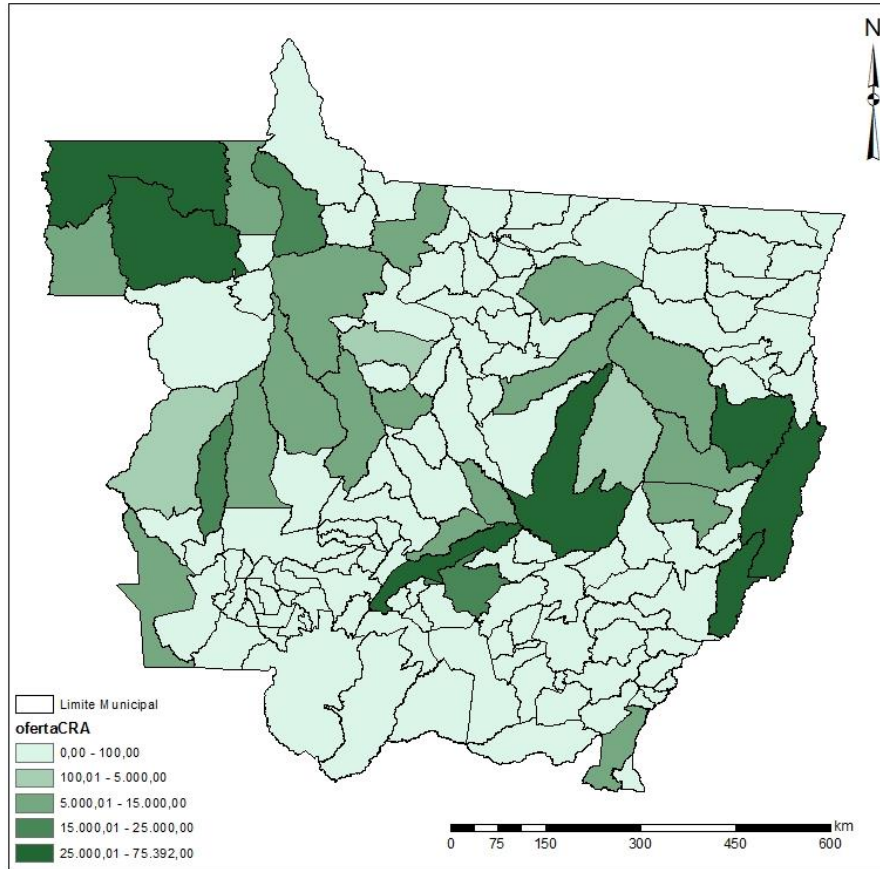 N
Limite Municipal
ofertaCRA
0,00 - 100,00
100,01 - 5.000,00
5.000,01 - 15.000,00
15.000,01 - 25.000,00
25.000,01 - 75.392,00
km
0 75 150 300 450 600